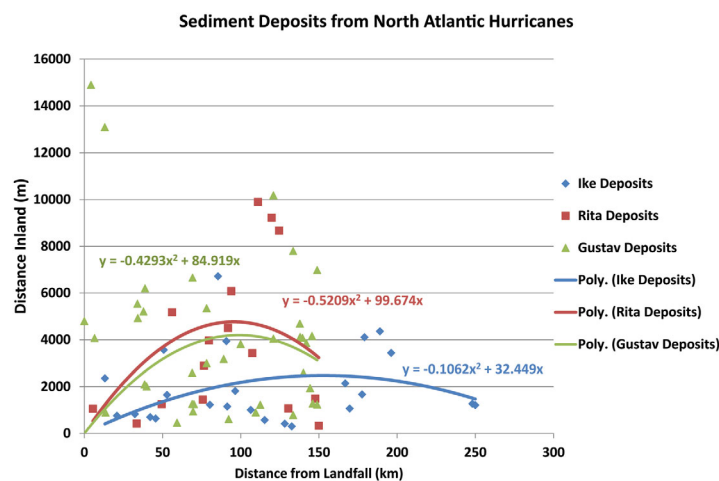 Sediment Deposits from North Atlantic Hurricanes
16000
14000
12000
10000
8000
6000
4000
2000
0
Distance Inland (m)
y = -0.4293x² + 84.919x
y = -0.5209x² + 99.674x
y = -0.1062x² + 32.449x
0 50 100 150 200 250 300
Distance from Landfall (km)
Ike Deposits
Rita Deposits
Gustav Deposits
Poly. (Ike Deposits)
Poly. (Rita Deposits)
Poly. (Gustav Deposits)